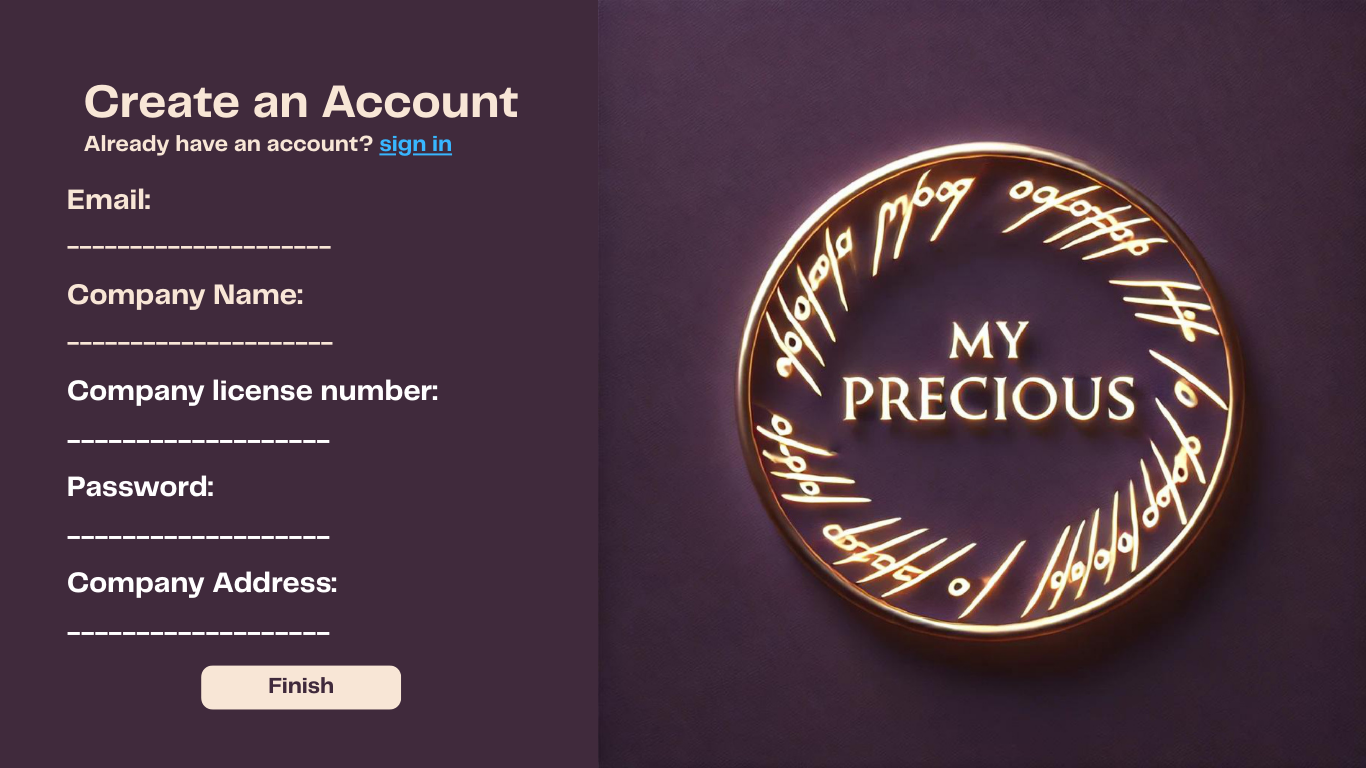 Create an Account
Already have an account? sign in
Email:
Company Name:
Company license number:
Password:
Company Address:
Finish
MY
PRECIOUS